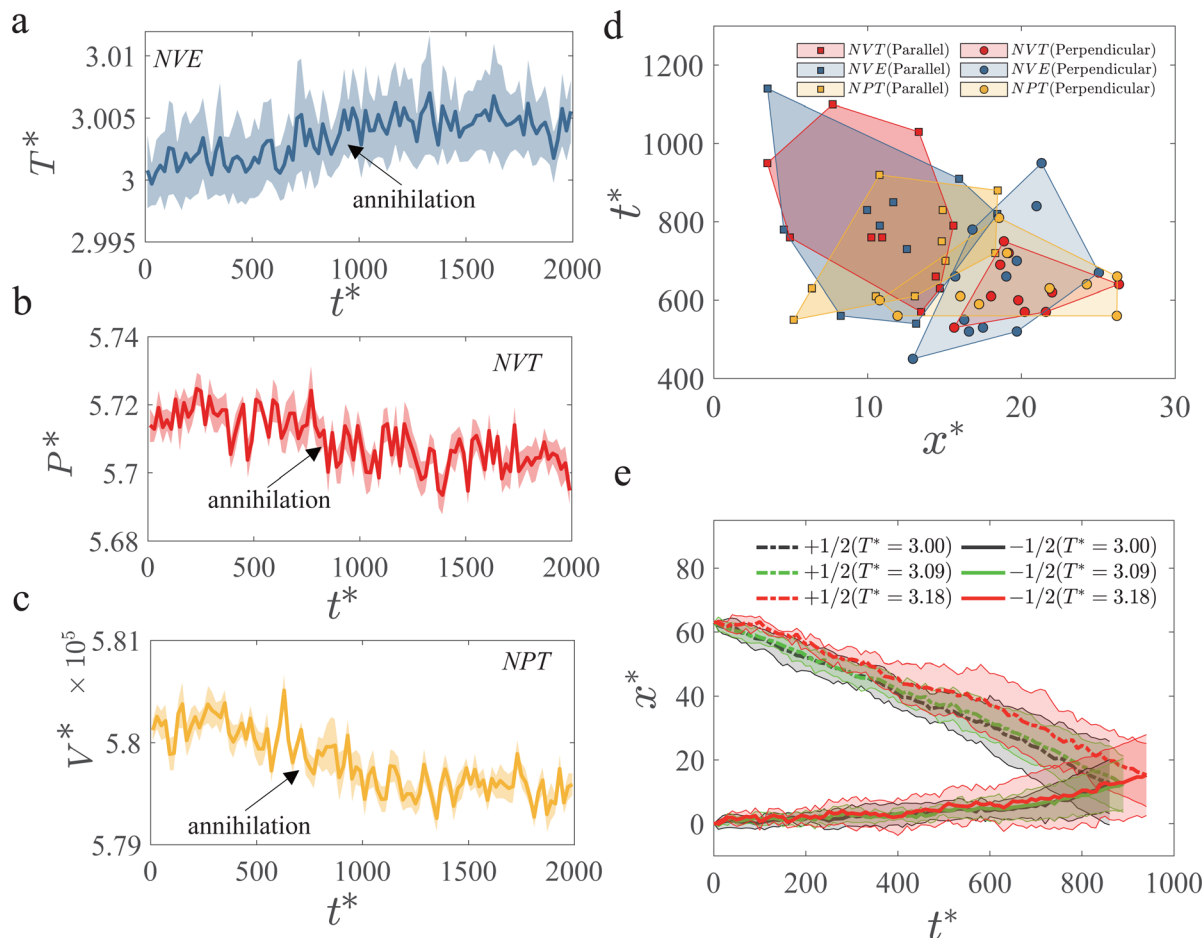 a
NVE
T*
3.01
3.005
3
2.995
annihilation
0 500 1000 1500 2000
t*
b
NVT
P*
5.74
5.72
5.7
5.68
annihilation
0 500 1000 1500 2000
t*
c
NPT
V* × 10⁵
5.81
5.8
5.79
annihilation
0 500 1000 1500 2000
t*
d
NVT(Parallel) NVT(Perpendicular)
NVE(Parallel) NVE(Perpendicular)
NPT(Parallel) NPT(Perpendicular)
t*
1200
1000
800
600
400
0 10 20 30
x*
e
+1/2(T* = 3.00) −1/2(T* = 3.00)
+1/2(T* = 3.09) −1/2(T* = 3.09)
+1/2(T* = 3.18) −1/2(T* = 3.18)
x*
80
60
40
20
0
0 200 400 600 800 1000
t*